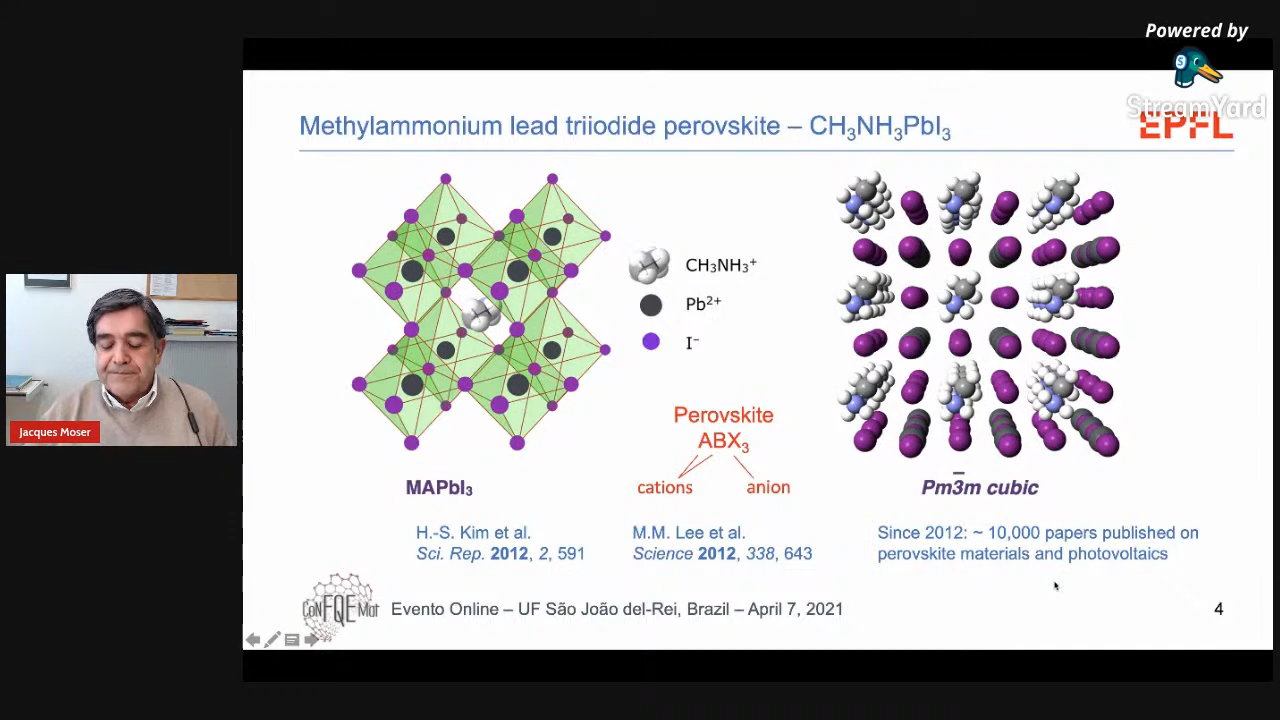 Powered by
S
StreamYard
EPFL
Methylammonium lead triiodide perovskite – CH₃NH₃PbI₃
CH₃NH₃⁺
Pb²⁺
I⁻
Perovskite
ABX₃
cations
anion
MAPbI₃
Pm3̅m cubic
H.-S. Kim et al.
Sci. Rep. 2012, 2, 591
M.M. Lee et al.
Science 2012, 338, 643
Since 2012: ~ 10,000 papers published on
perovskite materials and photovoltaics
Jacques Moser
CoNFQEMat
Evento Online – UF São João del-Rei, Brazil – April 7, 2021
4